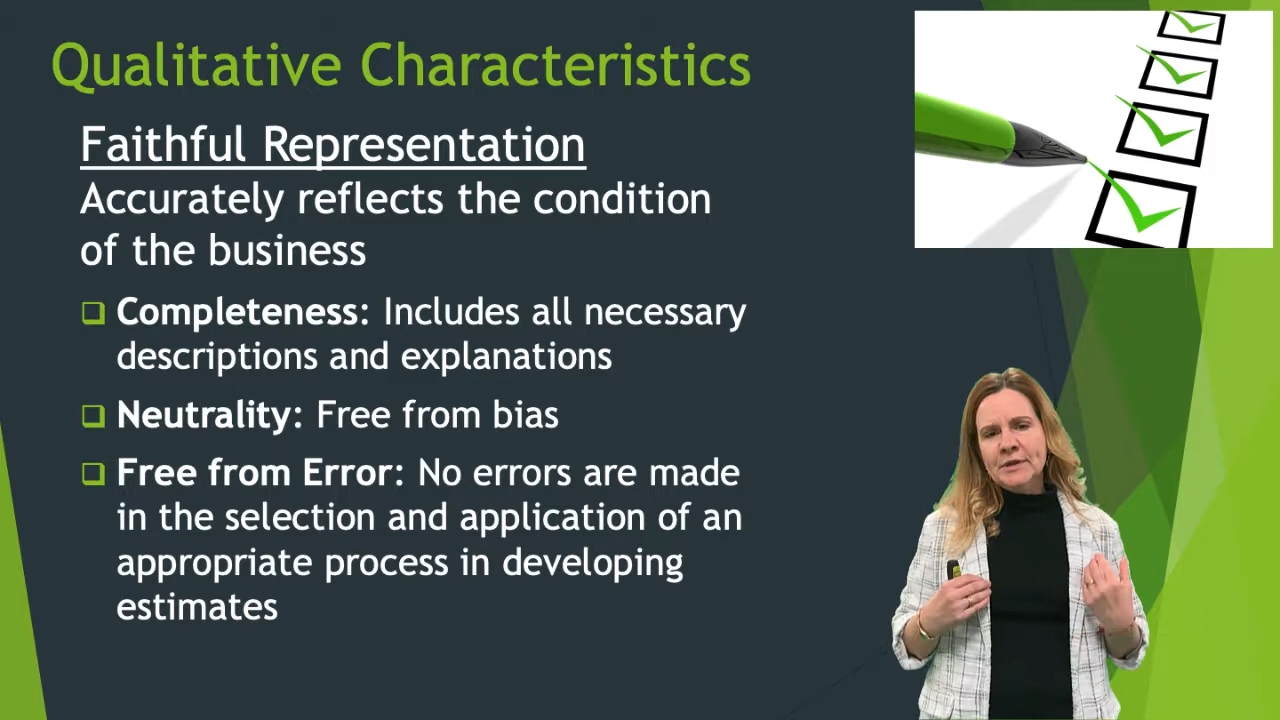 Qualitative Characteristics
Faithful Representation
Accurately reflects the condition
of the business
Completeness: Includes all necessary
descriptions and explanations
Neutrality: Free from bias
Free from Error: No errors are made
in the selection and application of an
appropriate process in developing
estimates